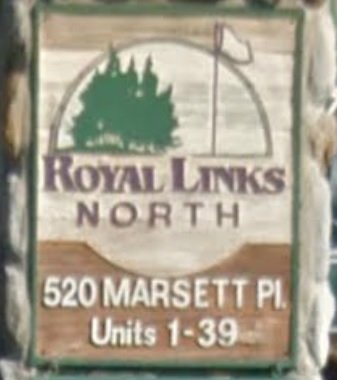 ROYAL LINKS
NORTH
520 MARSETT Pl.
Units 1-39